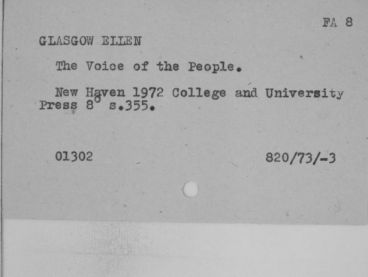 FA 8
GLASGOW ELLEN
The Voice of the People.
New Haven 1972 College and University
Press 8° s.355.
01302 820/73/-3